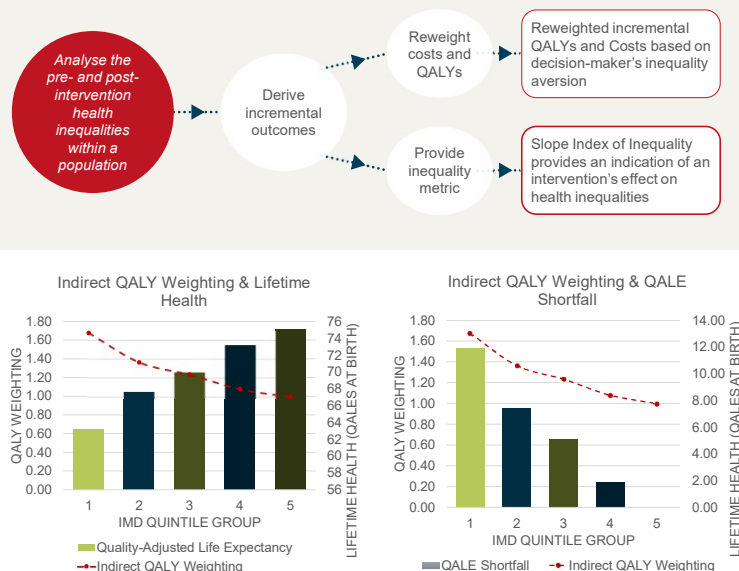 Analyse the
pre- and post-
intervention
health
inequalities
within a
population
Derive
incremental
outcomes
Reweight
costs and
QALYs
Reweighted incremental
QALYs and Costs based on
decision-maker's inequality
aversion
Provide
inequality
metric
Slope Index of Inequality
provides an indication of an
intervention's effect on
health inequalities
Indirect QALY Weighting & Lifetime
Health
QALY WEIGHTING
1.80
1.60
1.40
1.20
1.00
0.80
0.60
0.40
0.20
0.00
76
74
72
70
68
66
64
62
60
58
56
LIFETIME HEALTH (QALES AT BIRTH)
1 2 3 4 5
IMD QUINTILE GROUP
Quality-Adjusted Life Expectancy
Indirect QALY Weighting
Indirect QALY Weighting & QALE
Shortfall
QALY WEIGHTING
1.80
1.60
1.40
1.20
1.00
0.80
0.60
0.40
0.20
0.00
14.00
12.00
10.00
8.00
6.00
4.00
2.00
0.00
LIFETIME HEALTH (QALES AT BIRTH)
1 2 3 4 5
IMD QUINTILE GROUP
QALE Shortfall
Indirect QALY Weighting